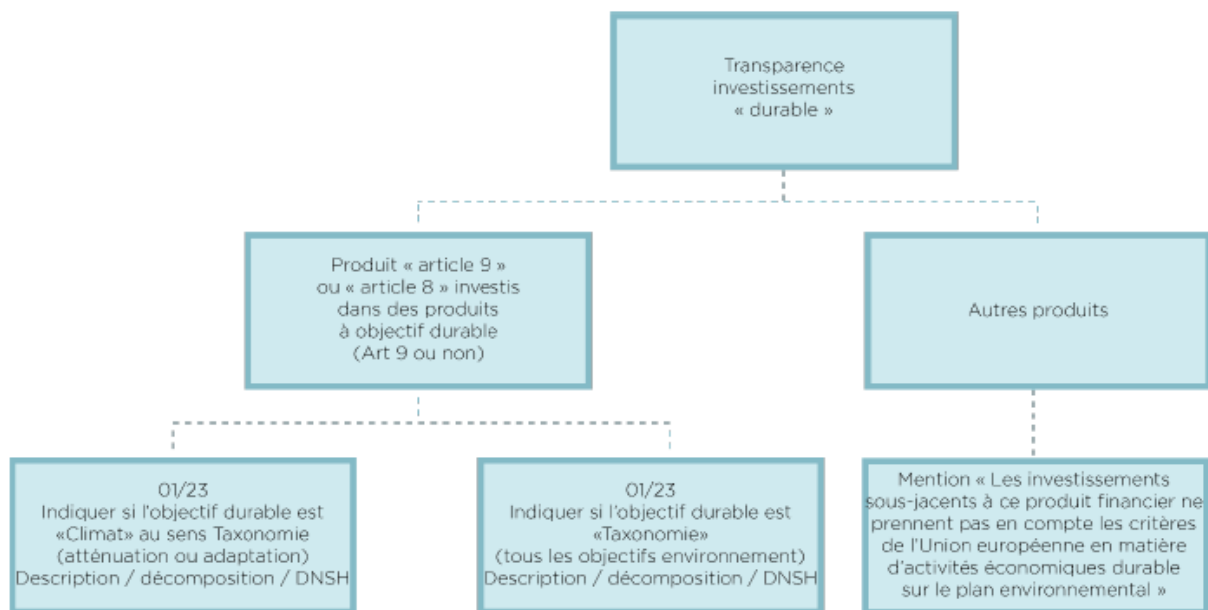 Transparence
investissements
« durable »
Produit « article 9 »
ou « article 8 » investis
dans des produits
à objectif durable
(Art 9 ou non)
Autres produits
01/23
Indiquer si l'objectif durable est
«Climat» au sens Taxonomie
(atténuation ou adaptation)
Description / décomposition / DNSH
01/23
Indiquer si l'objectif durable est
«Taxonomie»
(tous les objectifs environnement)
Description / décomposition / DNSH
Mention « Les investissements
sous-jacents à ce produit financier ne
prennent pas en compte les critères
de l'Union européenne en matière
d'activités économiques durable
sur le plan environnemental »